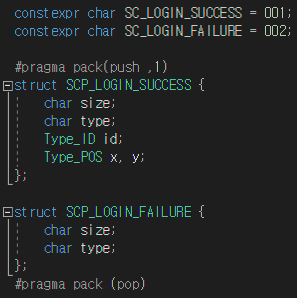 constexpr char SC_LOGIN_SUCCESS = 001;
constexpr char SC_LOGIN_FAILURE = 002;
#pragma pack(push ,1)
struct SCP_LOGIN_SUCCESS {
    char size;
    char type;
    Type_ID id;
    Type_POS x, y;
};
struct SCP_LOGIN_FAILURE {
    char size;
    char type;
};
#pragma pack (pop)